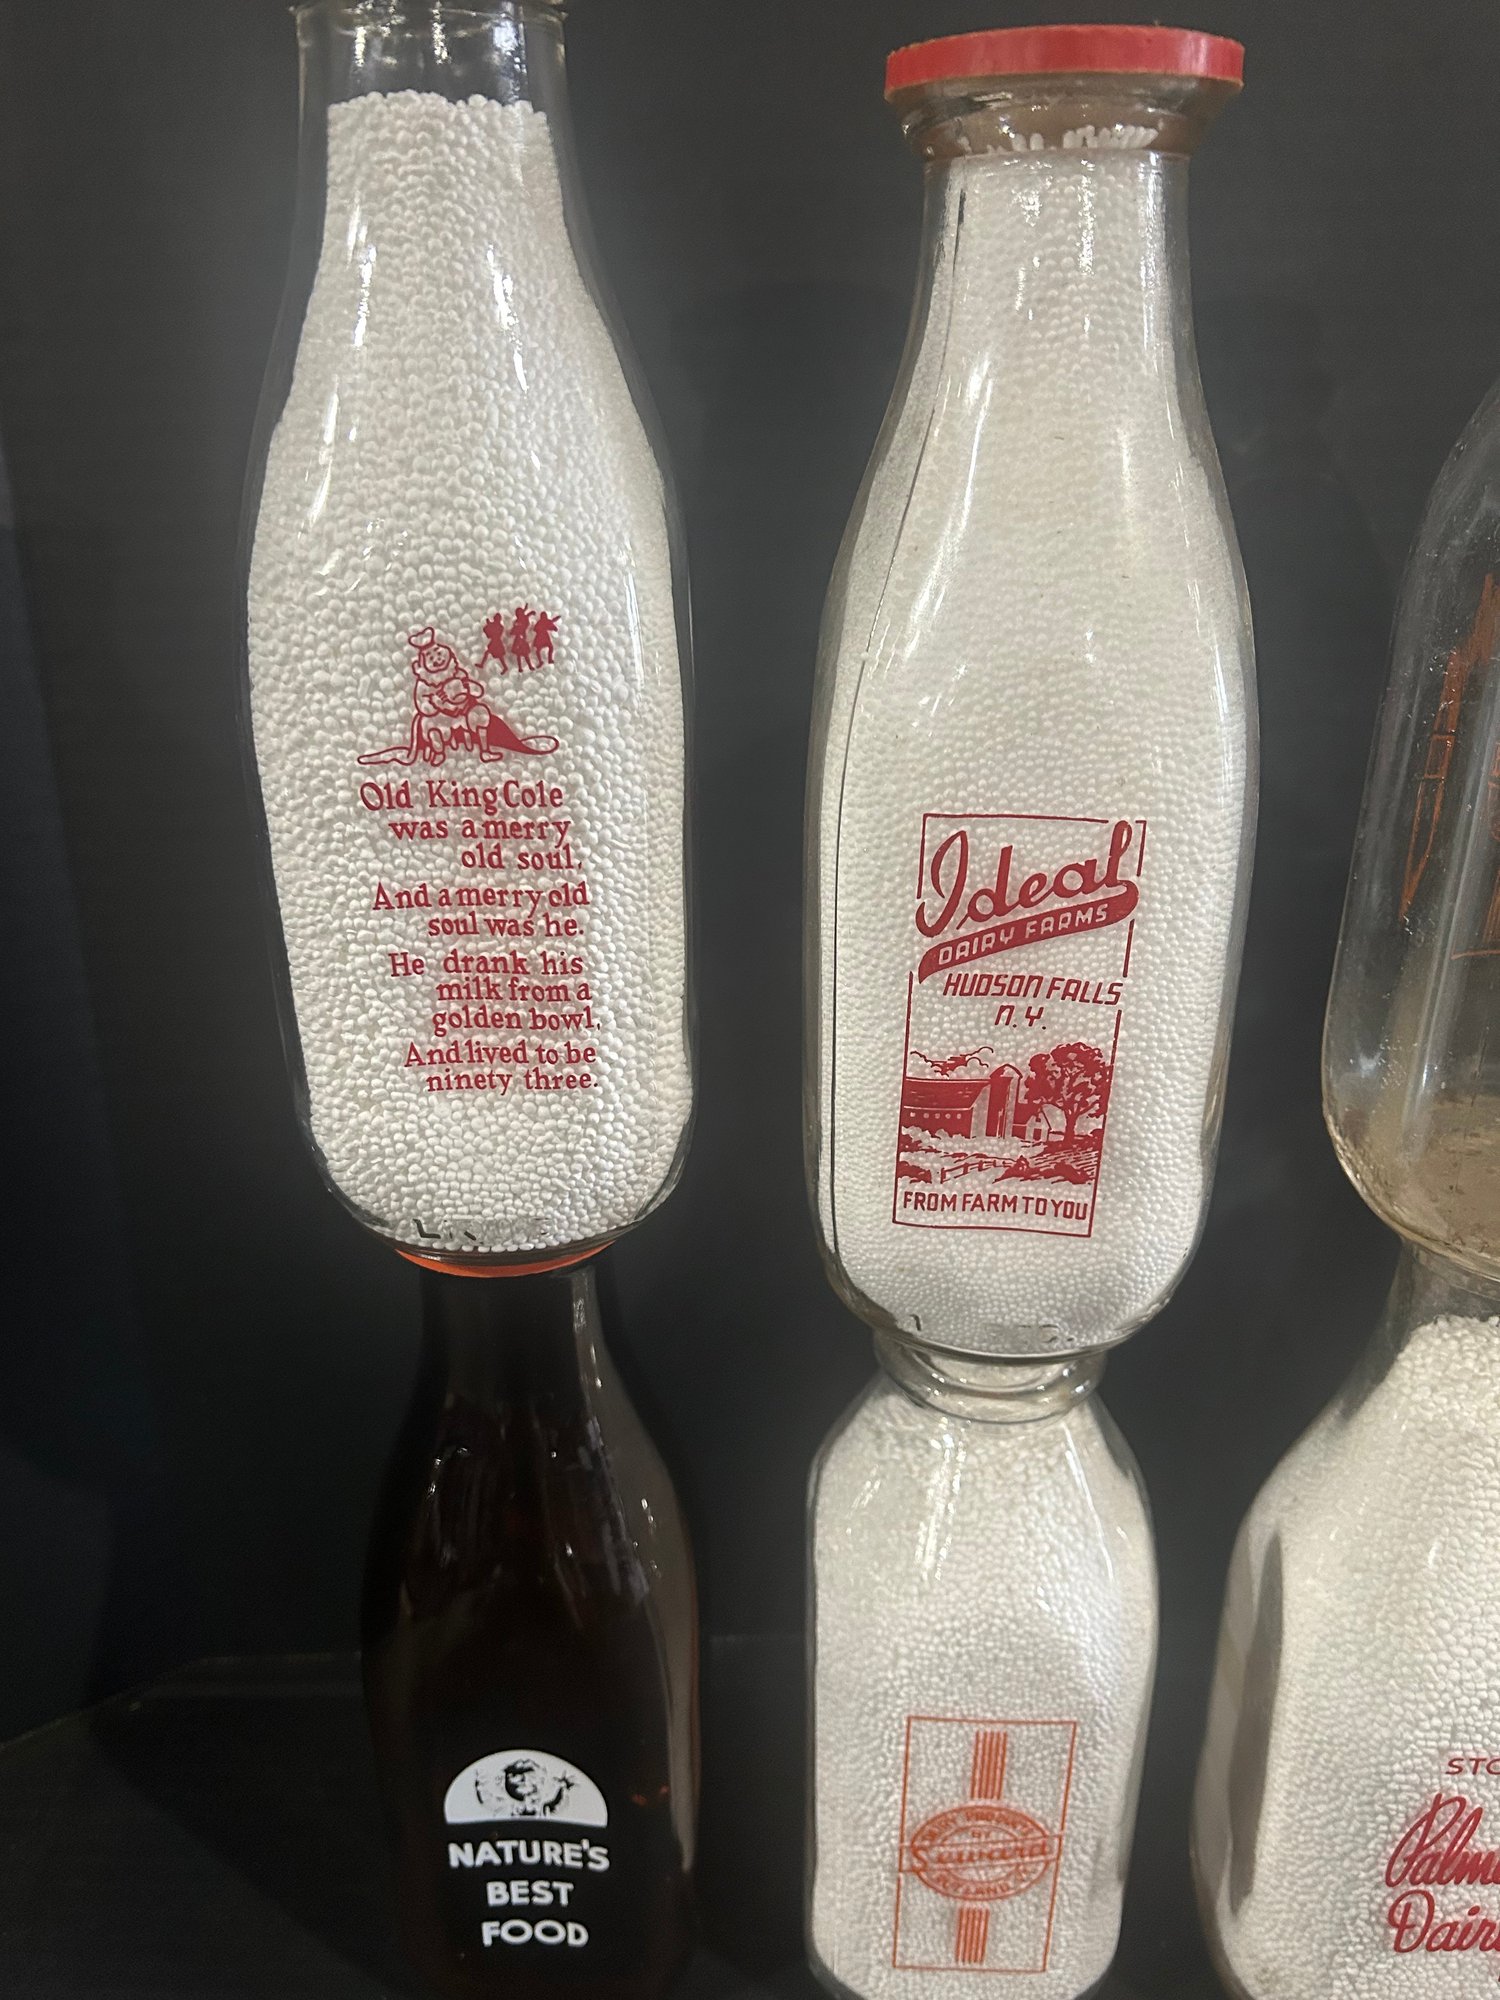 Old King Cole
was a merry
old soul,
And a merry old
soul was he.
He drank his
milk from a
golden bowl,
And lived to be
ninety three.
Ideal
DAIRY FARMS
HUDSON FALLS
N.Y.
FROM FARM TO YOU
NATURE'S
BEST
FOOD
Seward